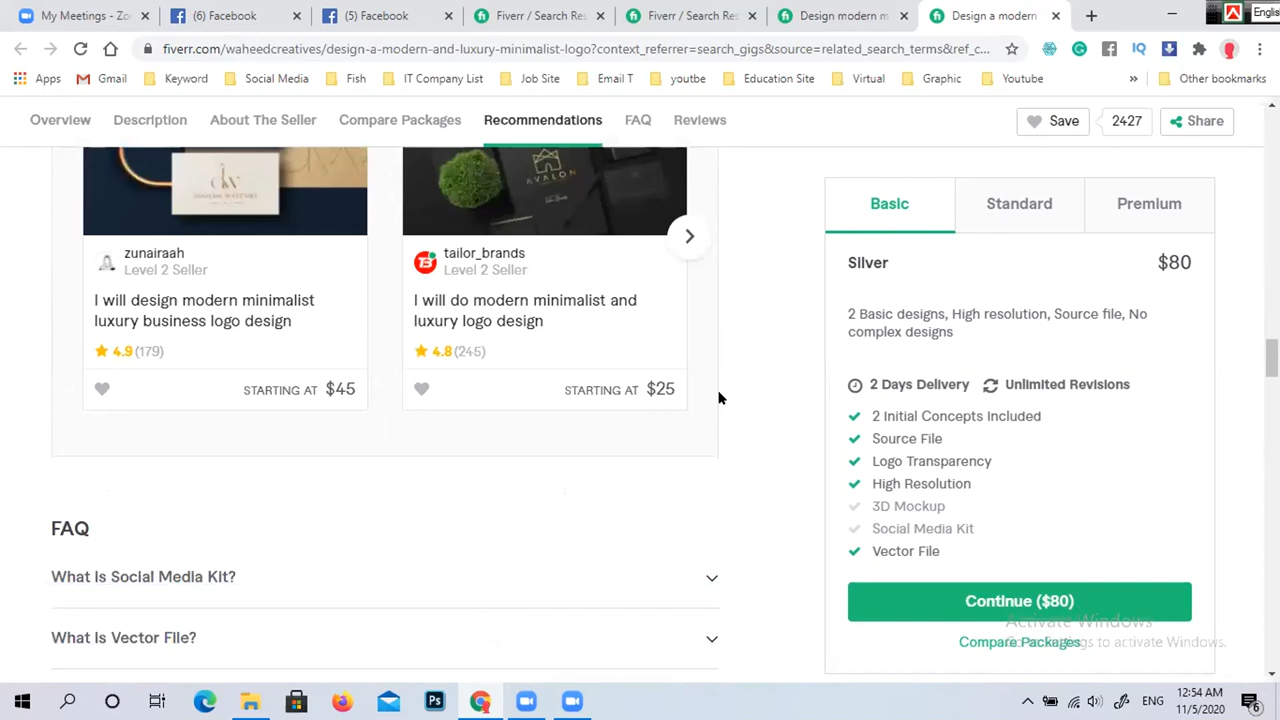 My Meetings - Zo
(6) Facebook
(5) Facebook
Recommendations
Fiverr / Search Res
Design modern m
Design a modern
English
fiverr.com/waheedcreatives/design-a-modern-and-luxury-minimalist-logo?context_referrer=search_gigs&source=related_search_terms&ref_c...
Apps
Gmail
Keyword
Social Media
Fish
IT Company List
Job Site
Email T
youtbe
Education Site
Virtual
Graphic
Youtube
»
Other bookmarks
Overview
Description
About The Seller
Compare Packages
Recommendations
FAQ
Reviews
Save
2427
Share
AVALON
zunairaah
Level 2 Seller
I will design modern minimalist
luxury business logo design
4.9 (179)
STARTING AT $45
tailor_brands
Level 2 Seller
I will do modern minimalist and
luxury logo design
4.8 (245)
STARTING AT $25
FAQ
What Is Social Media Kit?
What Is Vector File?
Basic
Standard
Premium
Silver
$80
2 Basic designs, High resolution, Source file, No
complex designs
2 Days Delivery
Unlimited Revisions
2 Initial Concepts Included
Source File
Logo Transparency
High Resolution
3D Mockup
Social Media Kit
Vector File
Continue ($80)
Compare Packages
Activate Windows
Go to Settings to activate Windows.
Ps
ENG
12:54 AM
11/5/2020
6